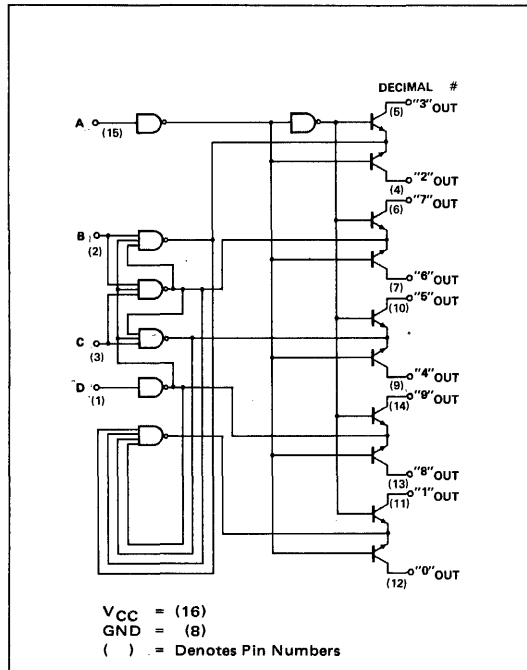 DECIMAL #
(5) "3"OUT
A
(15)
(4) "2"OUT
(6) "7"OUT
B
(2)
(7) "6"OUT
(10) "5"OUT
C
(3)
(9) "4"OUT
D
(1)
(14) "9"OUT
(13) "8"OUT
(11) "1"OUT
(12) "0"OUT
VCC = (16)
GND = (8)
( ) = Denotes Pin Numbers